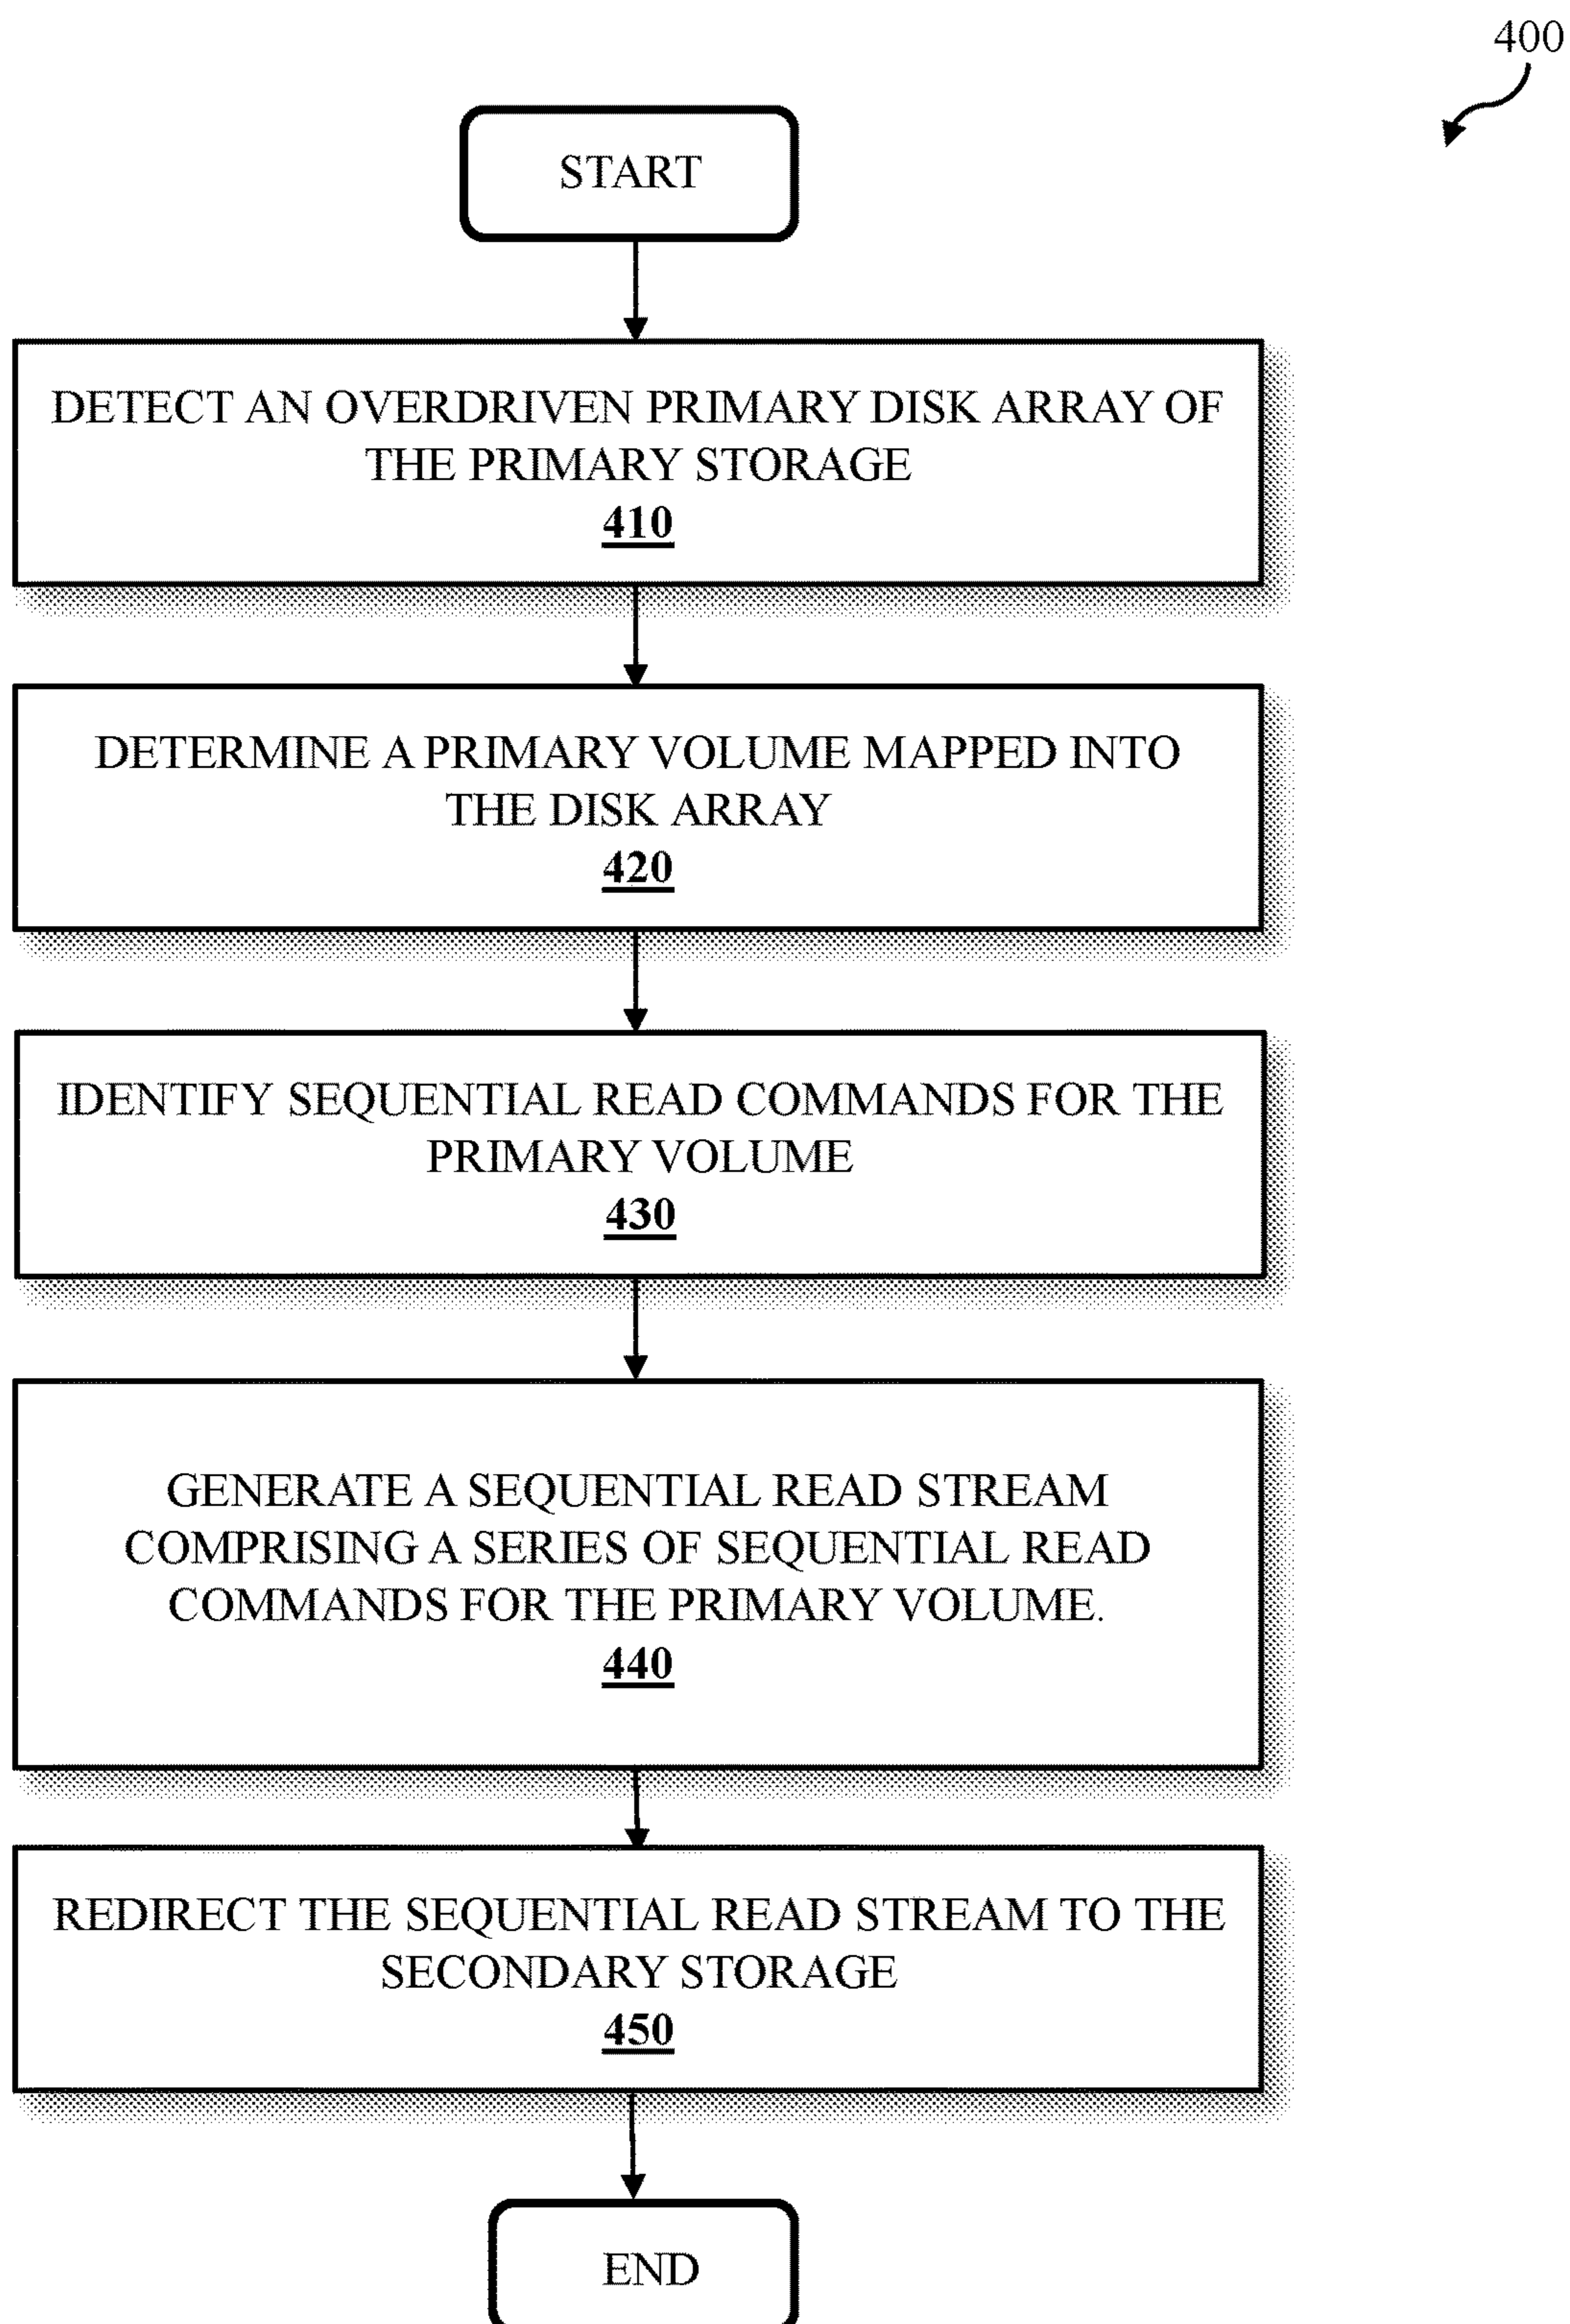 400
START
DETECT AN OVERDRIVEN PRIMARY DISK ARRAY OF
THE PRIMARY STORAGE
410
DETERMINE A PRIMARY VOLUME MAPPED INTO
THE DISK ARRAY
420
IDENTIFY SEQUENTIAL READ COMMANDS FOR THE
PRIMARY VOLUME
430
GENERATE A SEQUENTIAL READ STREAM
COMPRISING A SERIES OF SEQUENTIAL READ
COMMANDS FOR THE PRIMARY VOLUME.
440
REDIRECT THE SEQUENTIAL READ STREAM TO THE
SECONDARY STORAGE
450
END